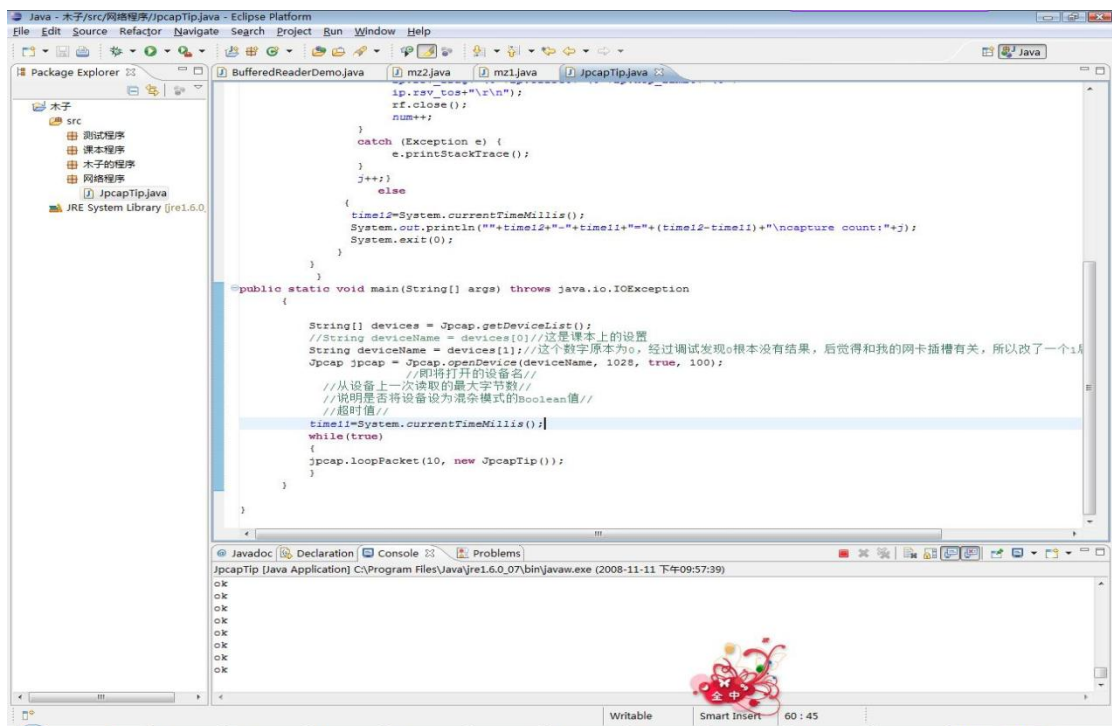 Java - 木子/src/网络程序/JpcapTip.java - Eclipse Platform
File Edit Source Refactor Navigate Search Project Run Window Help
Java
Package Explorer
BufferedReaderDemo.java mz2.java mz1.java JpcapTip.java
木子
src
测试程序
课本程序
木子的程序
网络程序
JpcapTip.java
JRE System Library [jre1.6.0_
ip.rsv_tos+"\r\n");
rf.close();
num++;
}
catch (Exception e) {
e.printStackTrace();
}
j++;}
else
{
time12=System.currentTimeMillis();
System.out.println(""+time12+"-"+time11+"="+(time12-time11)+"\ncapture count:"+j);
System.exit(0);
}
}
}
public static void main(String[] args) throws java.io.IOException
{
String[] devices = Jpcap.getDeviceList();
//String deviceName = devices[0]//这是课本上的设置
String deviceName = devices[1];//这个数字原本为0，经过调试发现0根本没有结果，后觉得和我的网卡插槽有关，所以改了一个1后
Jpcap jpcap = Jpcap.openDevice(deviceName, 1028, true, 100);
//即将打开的设备名//
//从设备上一次读取的最大字节数//
//说明是否将设备设为混杂模式的Boolean值//
//超时值//
time11=System.currentTimeMillis();
while(true)
{
jpcap.loopPacket(10, new JpcapTip());
}
}
}
Javadoc Declaration Console Problems
JpcapTip [Java Application] C:\Program Files\Java\jre1.6.0_07\bin\javaw.exe (2008-11-11 下午09:57:39)
ok
ok
ok
ok
ok
ok
ok
ok
全 中
Writable Smart Insert 60 : 45